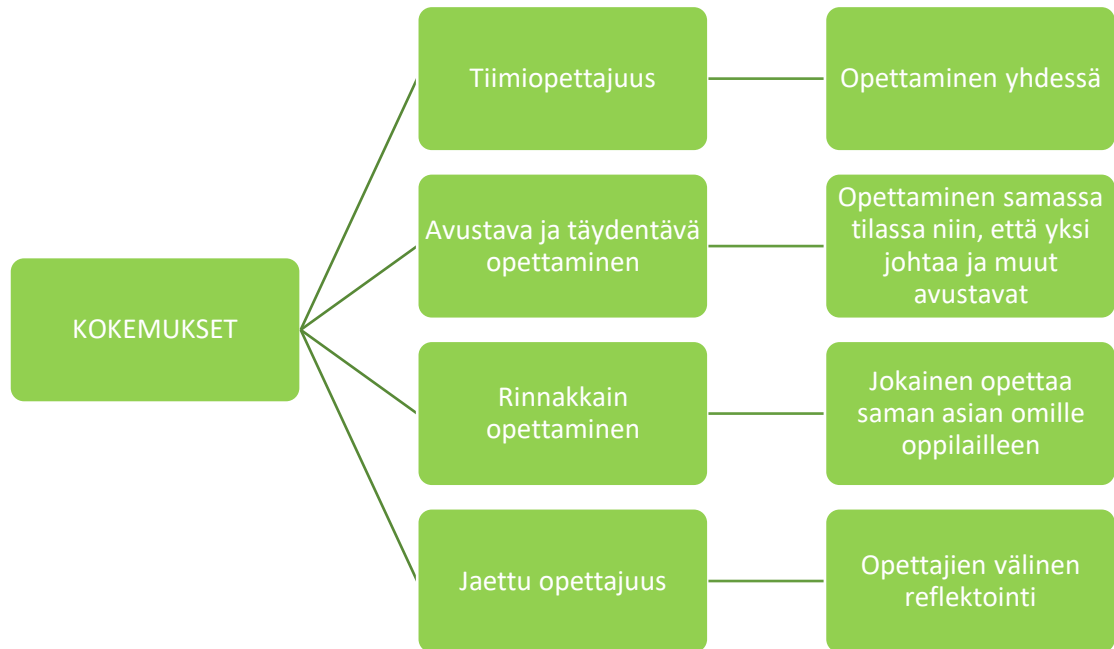 KOKEMUKSET
Tiimiopettajuus
Opettaminen yhdessä
Avustava ja täydentävä
opettaminen
Opettaminen samassa
tilassa niin, että yksi
johtaa ja muut
avustavat
Rinnakkain
opettaminen
Jokainen opettaa
saman asian omille
oppilailleen
Jaettu opettajuus
Opettajien välinen
reflektointi